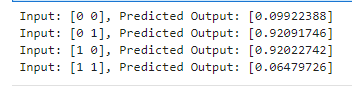 Input: [0 0], Predicted Output: [0.09922388]
Input: [0 1], Predicted Output: [0.92091746]
Input: [1 0], Predicted Output: [0.92022742]
Input: [1 1], Predicted Output: [0.06479726]